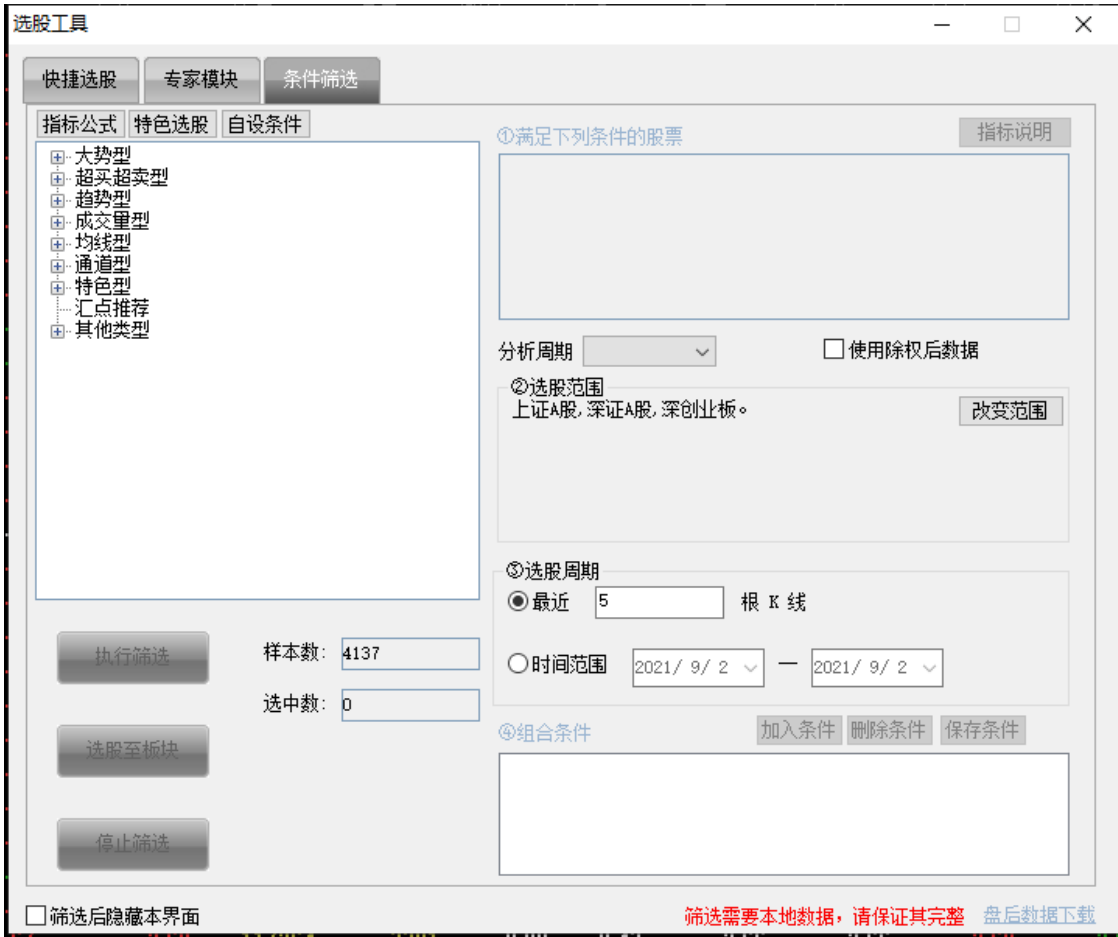 选股工具
快捷选股 专家模块 条件筛选
指标公式 特色选股 自设条件
大势型
超买超卖型
趋势型
成交量型
均线型
通道型
特色型
汇点推荐
其他类型
①满足下列条件的股票 指标说明
分析周期 使用除权后数据
②选股范围
上证A股,深证A股,深创业板。 改变范围
③选股周期
最近 5 根 K 线
时间范围 2021/ 9/ 2 — 2021/ 9/ 2
执行筛选 样本数: 4137
选中数: 0
选股至板块
停止筛选
④组合条件 加入条件 删除条件 保存条件
筛选后隐藏本界面
筛选需要本地数据，请保证其完整 盘后数据下载